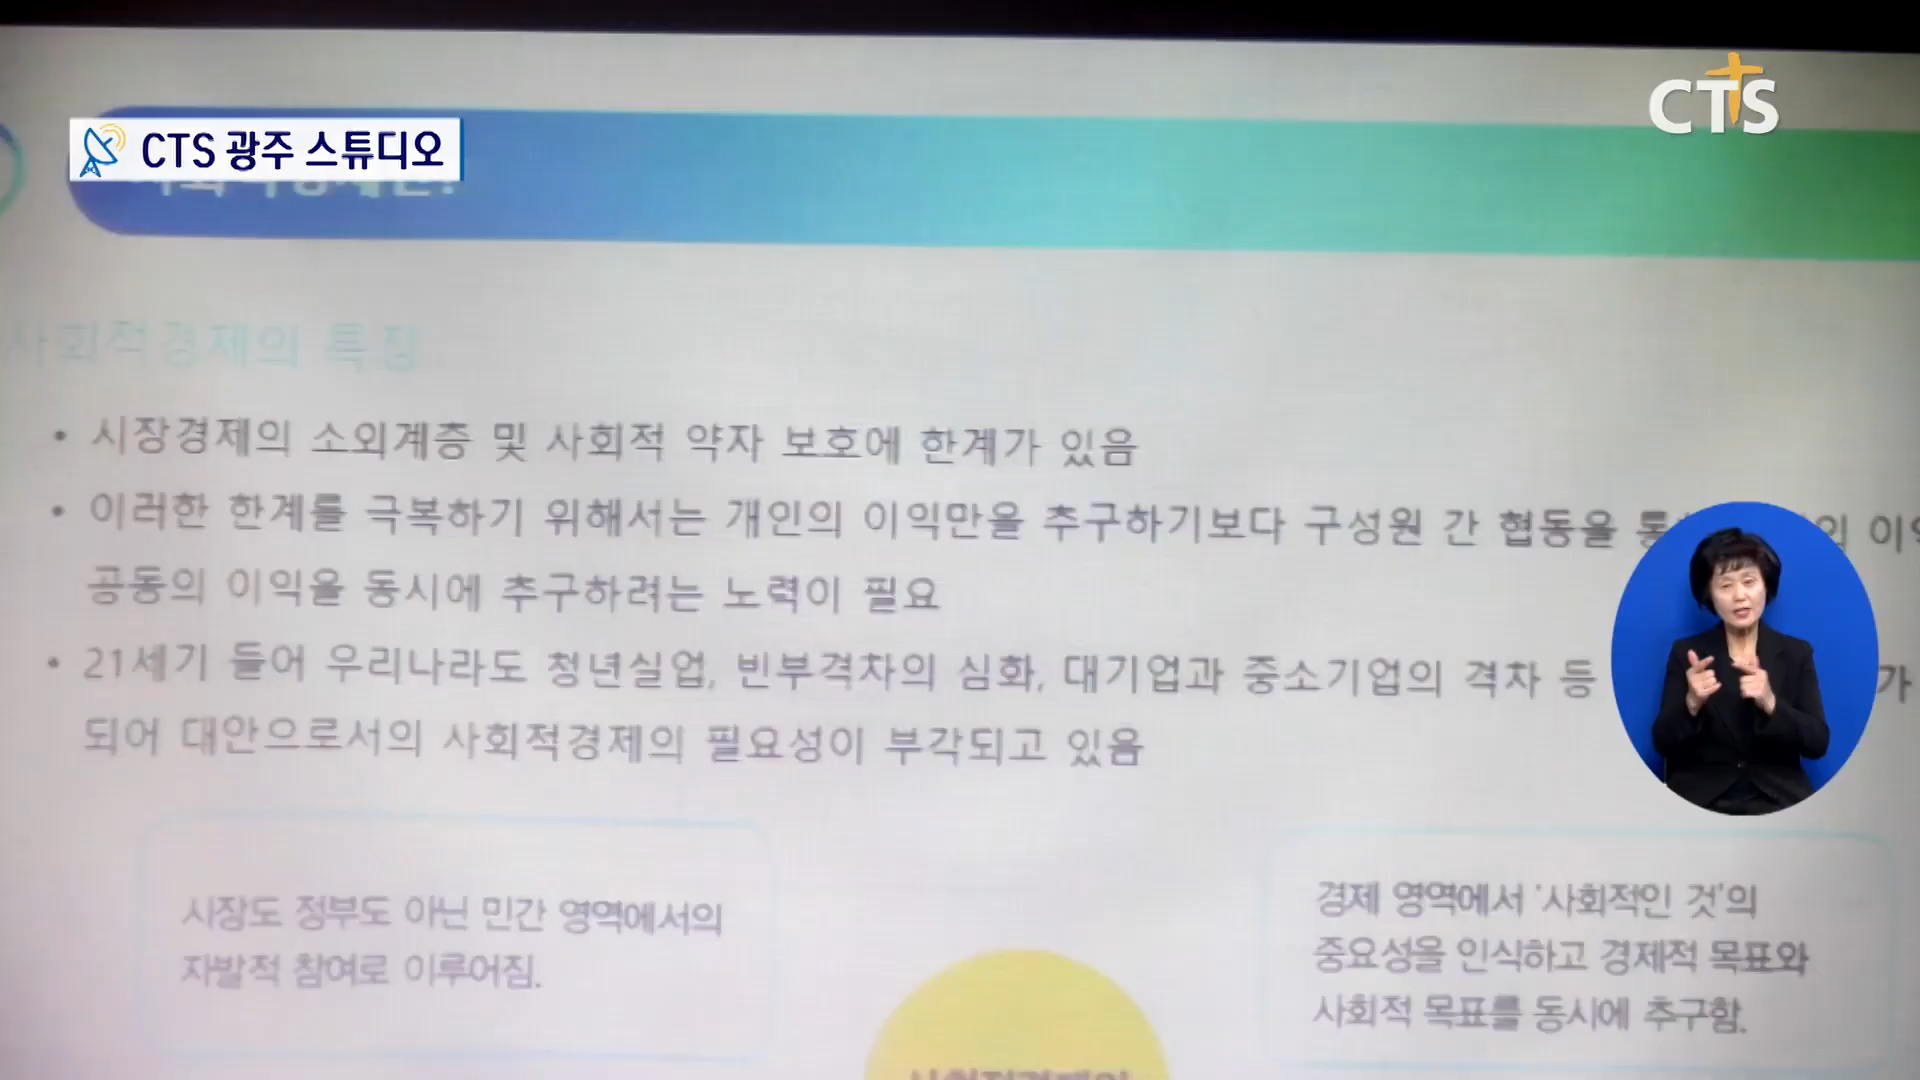 CTS
CTS 광주 스튜디오
사회적경제의 특징
• 시장경제의 소외계층 및 사회적 약자 보호에 한계가 있음
• 이러한 한계를 극복하기 위해서는 개인의 이익만을 추구하기보다 구성원 간 협동을
공동의 이익을 동시에 추구하려는 노력이 필요
• 21세기 들어 우리나라도 청년실업, 빈부격차의 심화, 대기업과 중소기업의 격차 등
되어 대안으로서의 사회적경제의 필요성이 부각되고 있음
시장도 정부도 아닌 민간 영역에서의
자발적 참여로 이루어짐.
경제 영역에서 '사회적인 것'의
중요성을 인식하고 경제적 목표와
사회적 목표를 동시에 추구함.